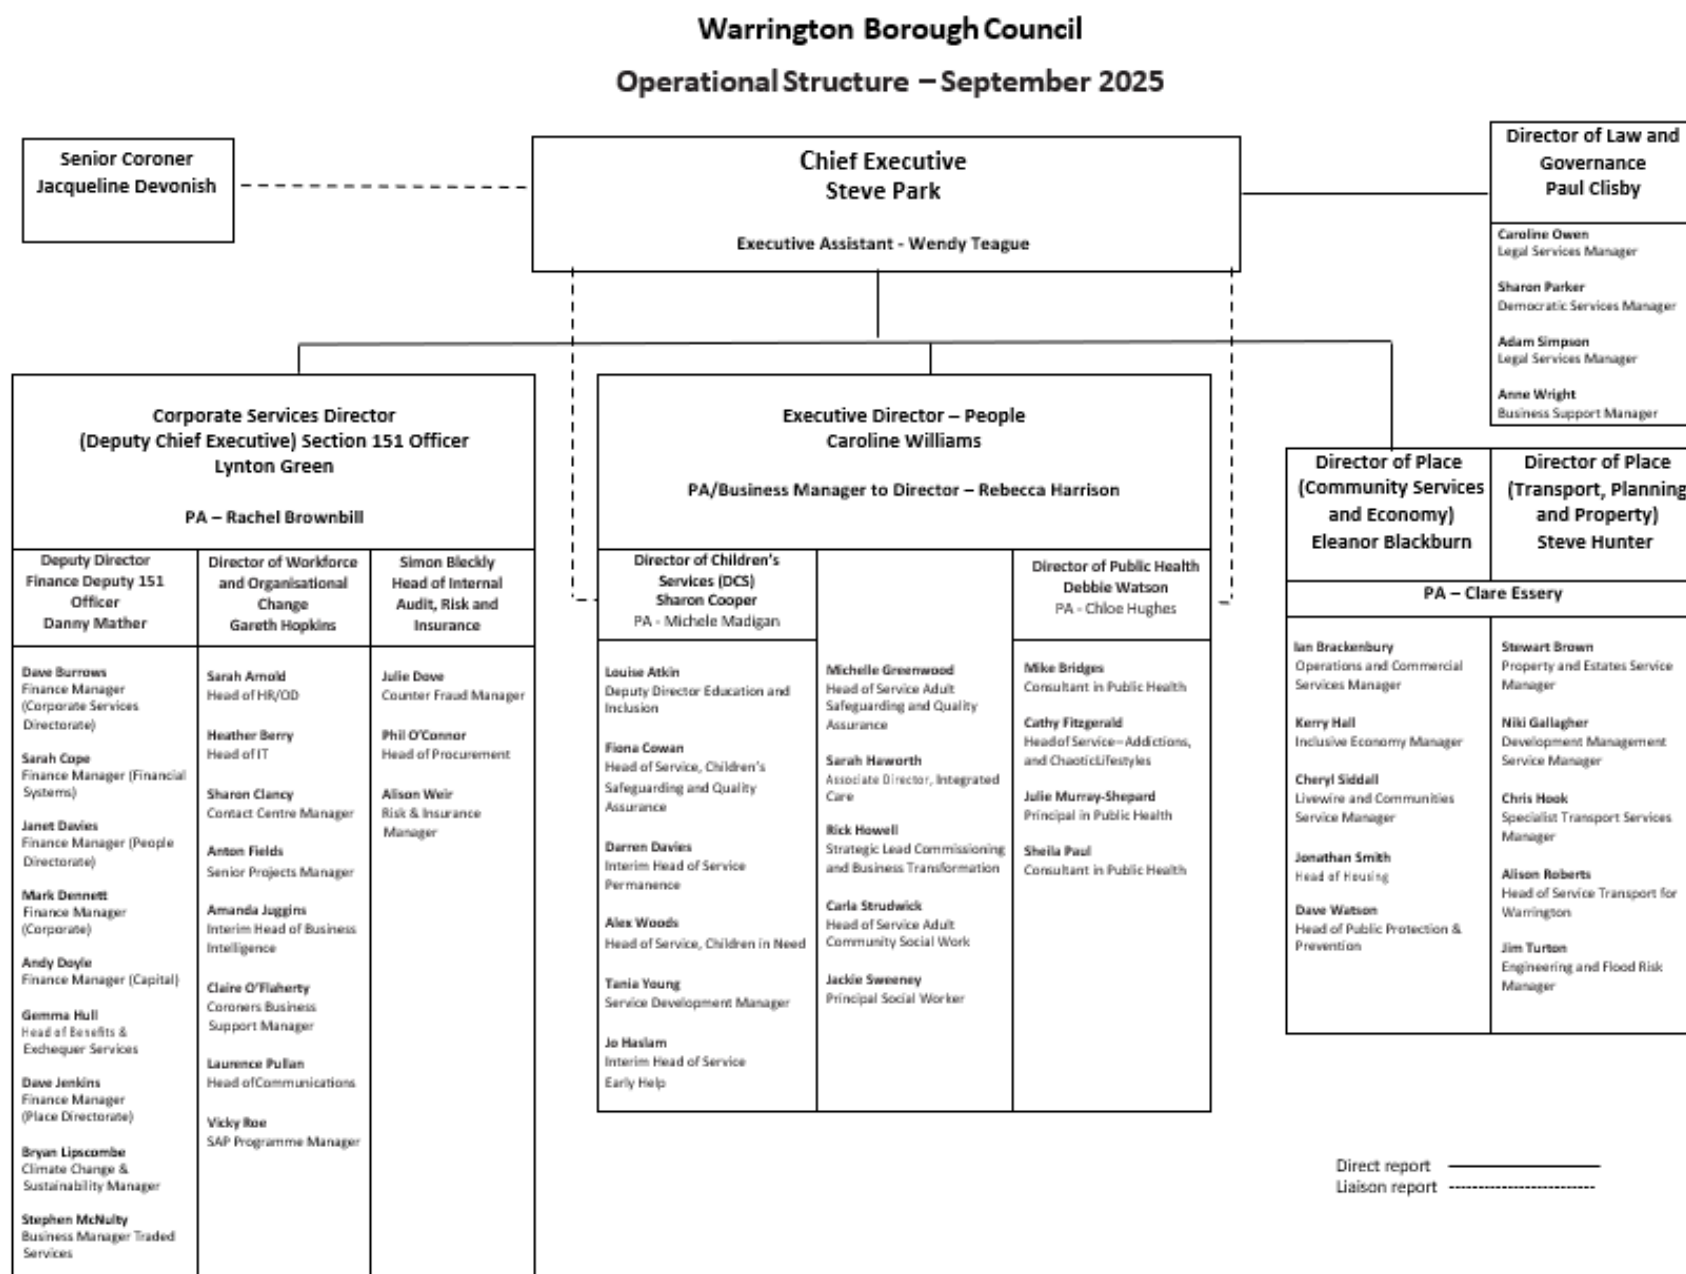 Warrington Borough Council
Operational Structure – September 2025
Senior Coroner
Jacqueline Devonish
Chief Executive
Steve Park
Executive Assistant - Wendy Teague
Director of Law and
Governance
Paul Clisby
Caroline Owen
Legal Services Manager
Sharon Parker
Democratic Services Manager
Adam Simpson
Legal Services Manager
Anne Wright
Business Support Manager
Corporate Services Director
(Deputy Chief Executive) Section 151 Officer
Lynton Green
PA – Rachel Brownbill
Deputy Director
Finance Deputy 151
Officer
Danny Mather
Dave Burrows
Finance Manager
(Corporate Services
Directorate)
Sarah Cope
Finance Manager (Financial
Systems)
Janet Davies
Finance Manager (People
Directorate)
Mark Dennett
Finance Manager
(Corporate)
Andy Doyle
Finance Manager (Capital)
Gemma Hull
Head of Benefits &
Exchequer Services
Dave Jenkins
Finance Manager
(Place Directorate)
Bryan Lipscombe
Climate Change &
Sustainability Manager
Stephen McNulty
Business Manager Traded
Services
Director of Workforce
and Organisational
Change
Gareth Hopkins
Sarah Arnold
Head of HR/OD
Heather Berry
Head of IT
Sharon Clancy
Contact Centre Manager
Anton Fields
Senior Projects Manager
Amanda Juggins
Interim Head of Business
Intelligence
Claire O'Flaherty
Coroners Business
Support Manager
Laurence Pullan
Head of Communications
Vicky Roe
SAP Programme Manager
Simon Bleckly
Head of Internal
Audit, Risk and
Insurance
Julie Dove
Counter Fraud Manager
Phil O'Connor
Head of Procurement
Alison Weir
Risk & Insurance
Manager
Executive Director – People
Caroline Williams
PA/Business Manager to Director – Rebecca Harrison
Director of Children's
Services (DCS)
Sharon Cooper
PA - Michele Madigan
Louise Atkin
Deputy Director Education and
Inclusion
Fiona Cowan
Head of Service, Children's
Safeguarding and Quality
Assurance
Darren Davies
Interim Head of Service
Permanence
Alex Woods
Head of Service, Children in Need
Tania Young
Service Development Manager
Jo Haslam
Interim Head of Service
Early Help
Michelle Greenwood
Head of Service Adult
Safeguarding and Quality
Assurance
Sarah Haworth
Associate Director, Integrated
Care
Rick Howell
Strategic Lead Commissioning
and Business Transformation
Carla Strudwick
Head of Service Adult
Community Social Work
Jackie Sweeney
Principal Social Worker
Director of Public Health
Debbie Watson
PA - Chloe Hughes
Mike Bridges
Consultant in Public Health
Cathy Fitzgerald
Head of Service – Addictions,
and Chaotic Lifestyles
Julie Murray-Shepard
Principal in Public Health
Sheila Paul
Consultant in Public Health
Director of Place
(Community Services
and Economy)
Eleanor Blackburn
Director of Place
(Transport, Planning
and Property)
Steve Hunter
PA – Clare Essery
Ian Brackenbury
Operations and Commercial
Services Manager
Kerry Hall
Inclusive Economy Manager
Cheryl Siddall
Livewire and Communities
Service Manager
Jonathan Smith
Head of Housing
Dave Watson
Head of Public Protection &
Prevention
Stewart Brown
Property and Estates Service
Manager
Niki Gallagher
Development Management
Service Manager
Chris Hook
Specialist Transport Services
Manager
Alison Roberts
Head of Service Transport for
Warrington
Jim Turton
Engineering and Flood Risk
Manager
Direct report
Liaison report